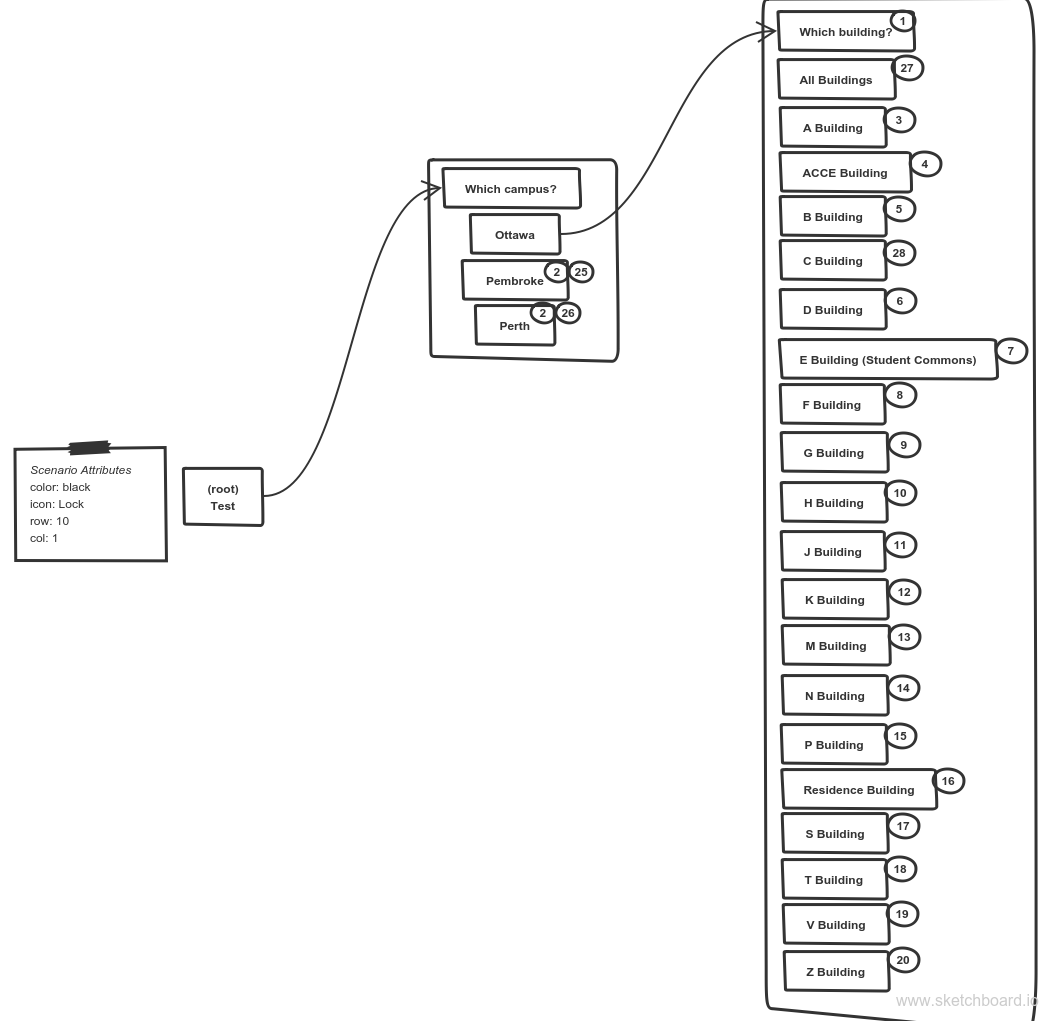 Scenario Attributes
color: black
icon: Lock
row: 10
col: 1
(root)
Test
Which campus?
Ottawa
Pembroke 2 25
Perth 2 26
Which building? 1
All Buildings 27
A Building 3
ACCE Building 4
B Building 5
C Building 28
D Building 6
E Building (Student Commons) 7
F Building 8
G Building 9
H Building 10
J Building 11
K Building 12
M Building 13
N Building 14
P Building 15
Residence Building 16
S Building 17
T Building 18
V Building 19
Z Building 20
www.sketchboard.io